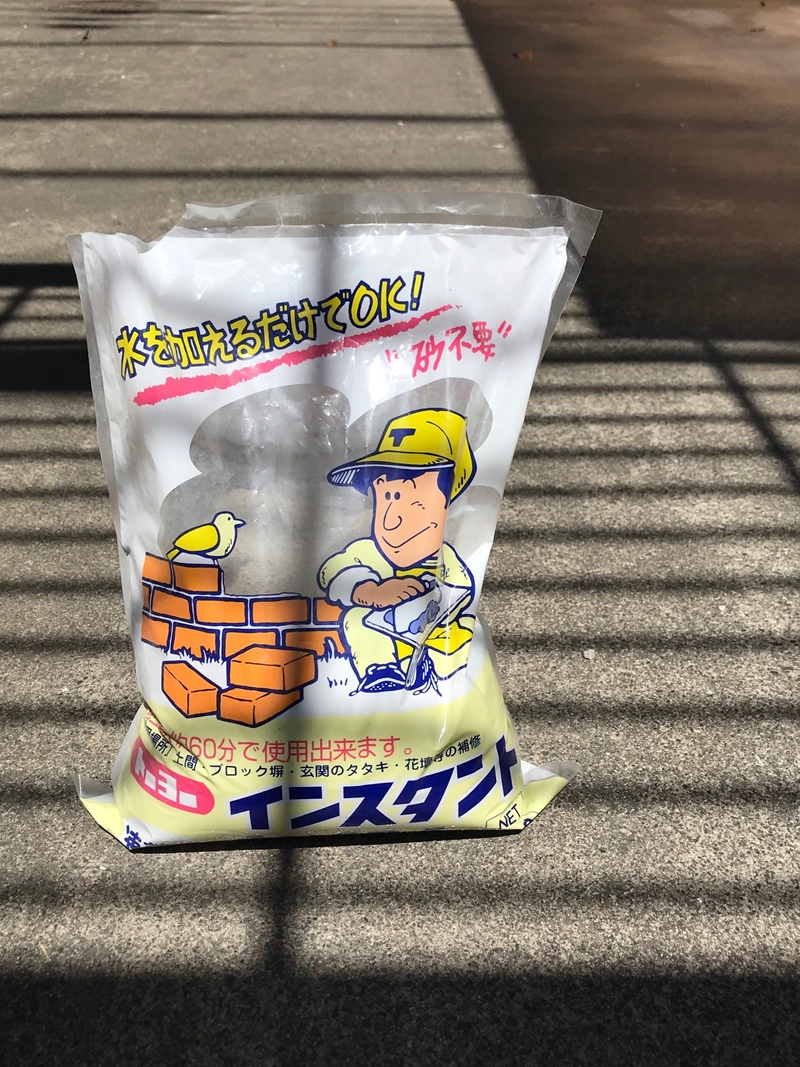 水を加えるだけでOK!
"砂不要"
T
約60分で使用出来ます。
場所」土間・ブロック塀・玄関のタタキ・花壇等の補修
トーヨー
インスタント
NET